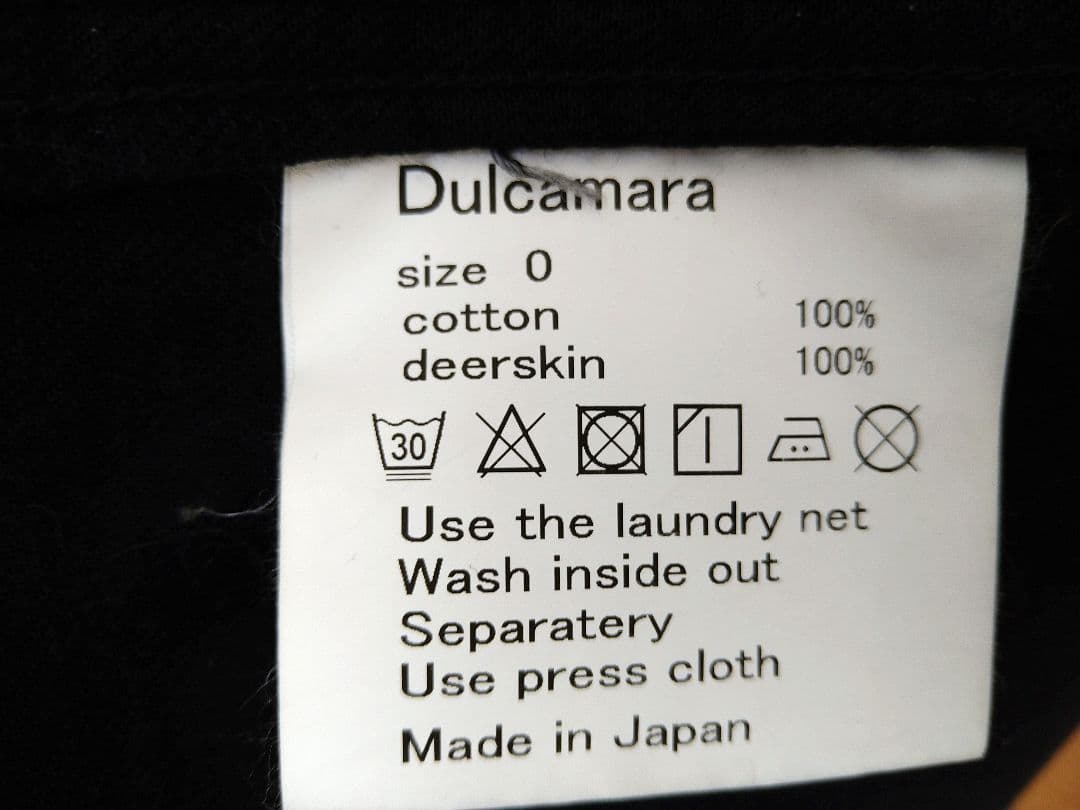 Dulcamara
size 0
cotton 100%
deerskin 100%
30
Use the laundry net
Wash inside out
Separatery
Use press cloth
Made in Japan